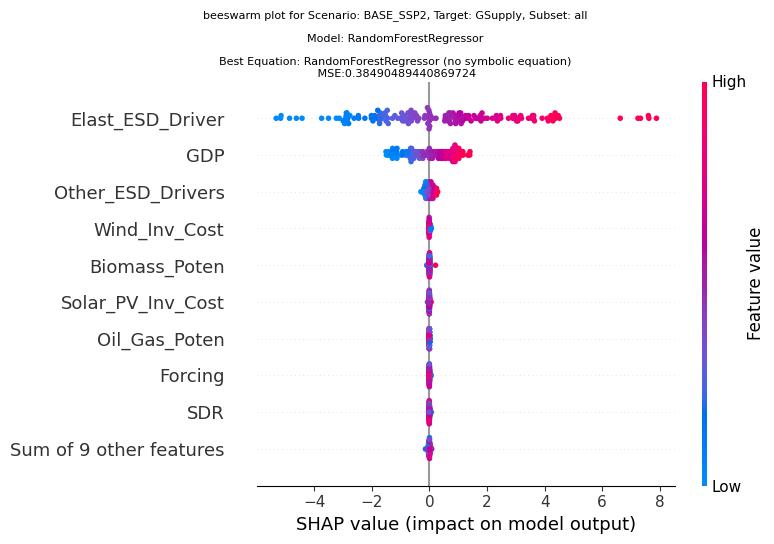 beeswarm plot for Scenario: BASE_SSP2, Target: GSupply, Subset: all
Model: RandomForestRegressor
Best Equation: RandomForestRegressor (no symbolic equation)
MSE:0.38490489440869724
High
Elast_ESD_Driver
GDP
Other_ESD_Drivers
Wind_Inv_Cost
Biomass_Poten
Solar_PV_Inv_Cost
Oil_Gas_Poten
Forcing
SDR
Sum of 9 other features
Feature value
Low
−4 −2 0 2 4 6 8
SHAP value (impact on model output)